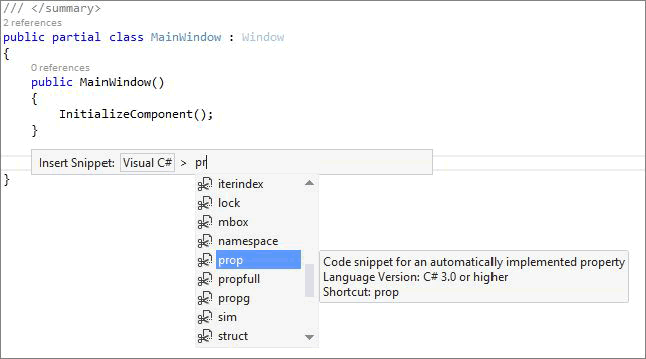 /// </summary>
2 references
public partial class MainWindow : Window
{
0 references
public MainWindow()
{
InitializeComponent();
}
Insert Snippet: Visual C# > pr
iterindex
lock
mbox
namespace
prop
propfull
propg
sim
struct
Code snippet for an automatically implemented property
Language Version: C# 3.0 or higher
Shortcut: prop
}